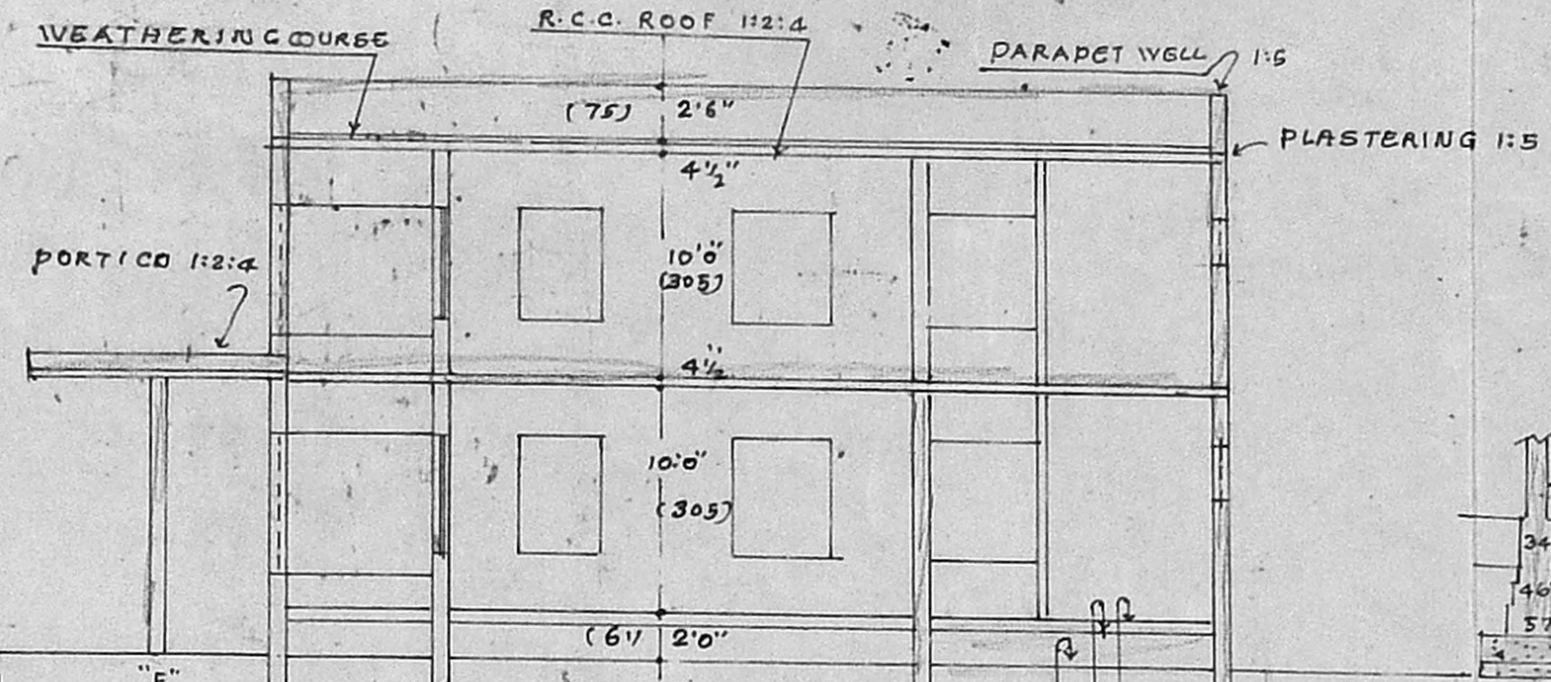 R.C.C. ROOF 1:2:4
WEATHERING COURSE
PARAPET WELL 1:5
(75) 2'6"
PLASTERING 1:5
4½"
10'0"
(305)
PORTICO 1:2:4
4½"
10'0"
(305)
34
46
57
(61) 2'0"
"F"